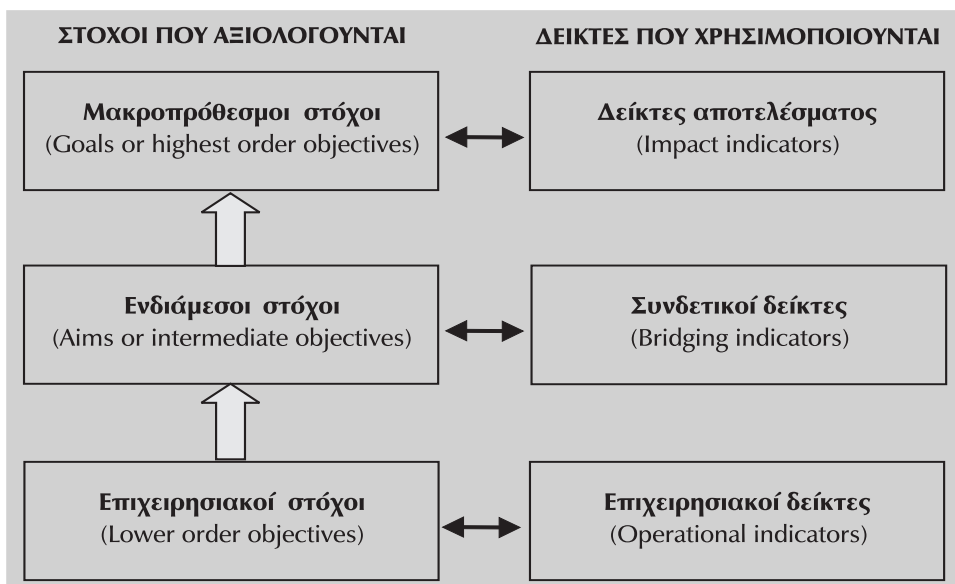 ΣΤΟΧΟΙ ΠΟΥ ΑΞΙΟΛΟΓΟΥΝΤΑΙ
ΔΕΙΚΤΕΣ ΠΟΥ ΧΡΗΣΙΜΟΠΟΙΟΥΝΤΑΙ
Μακροπρόθεσμοι στόχοι
(Goals or highest order objectives)
Δείκτες αποτελέσματος
(Impact indicators)
Ενδιάμεσοι στόχοι
(Aims or intermediate objectives)
Συνδετικοί δείκτες
(Bridging indicators)
Επιχειρησιακοί στόχοι
(Lower order objectives)
Επιχειρησιακοί δείκτες
(Operational indicators)